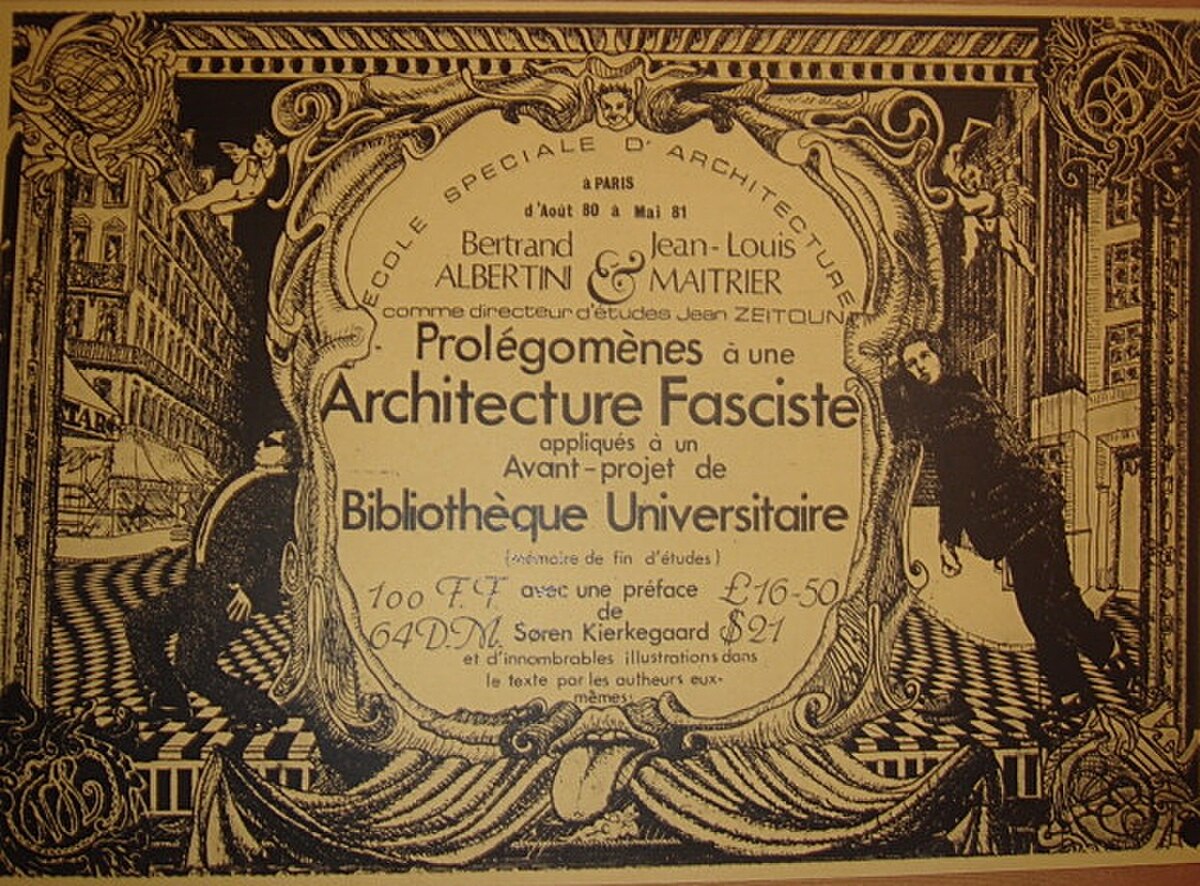 ECOLE SPECIALE D' ARCHITECTURE
à PARIS
d'Août 80 à Mai 81
Bertrand Jean-Louis
ALBERTINI & MAITRIER
comme directeur d'études Jean ZEITOUN
Prolégomènes à une
Architecture Fasciste
appliqués à un
Avant-projet de
Bibliothèque Universitaire
(mémoire de fin d'études)
100 F.F. avec une préface £16-50
de
64 D.M. Søren Kierkegaard $21
et d'innombrables illustrations dans
le texte par les autheurs eux-
mêmes:
TAR